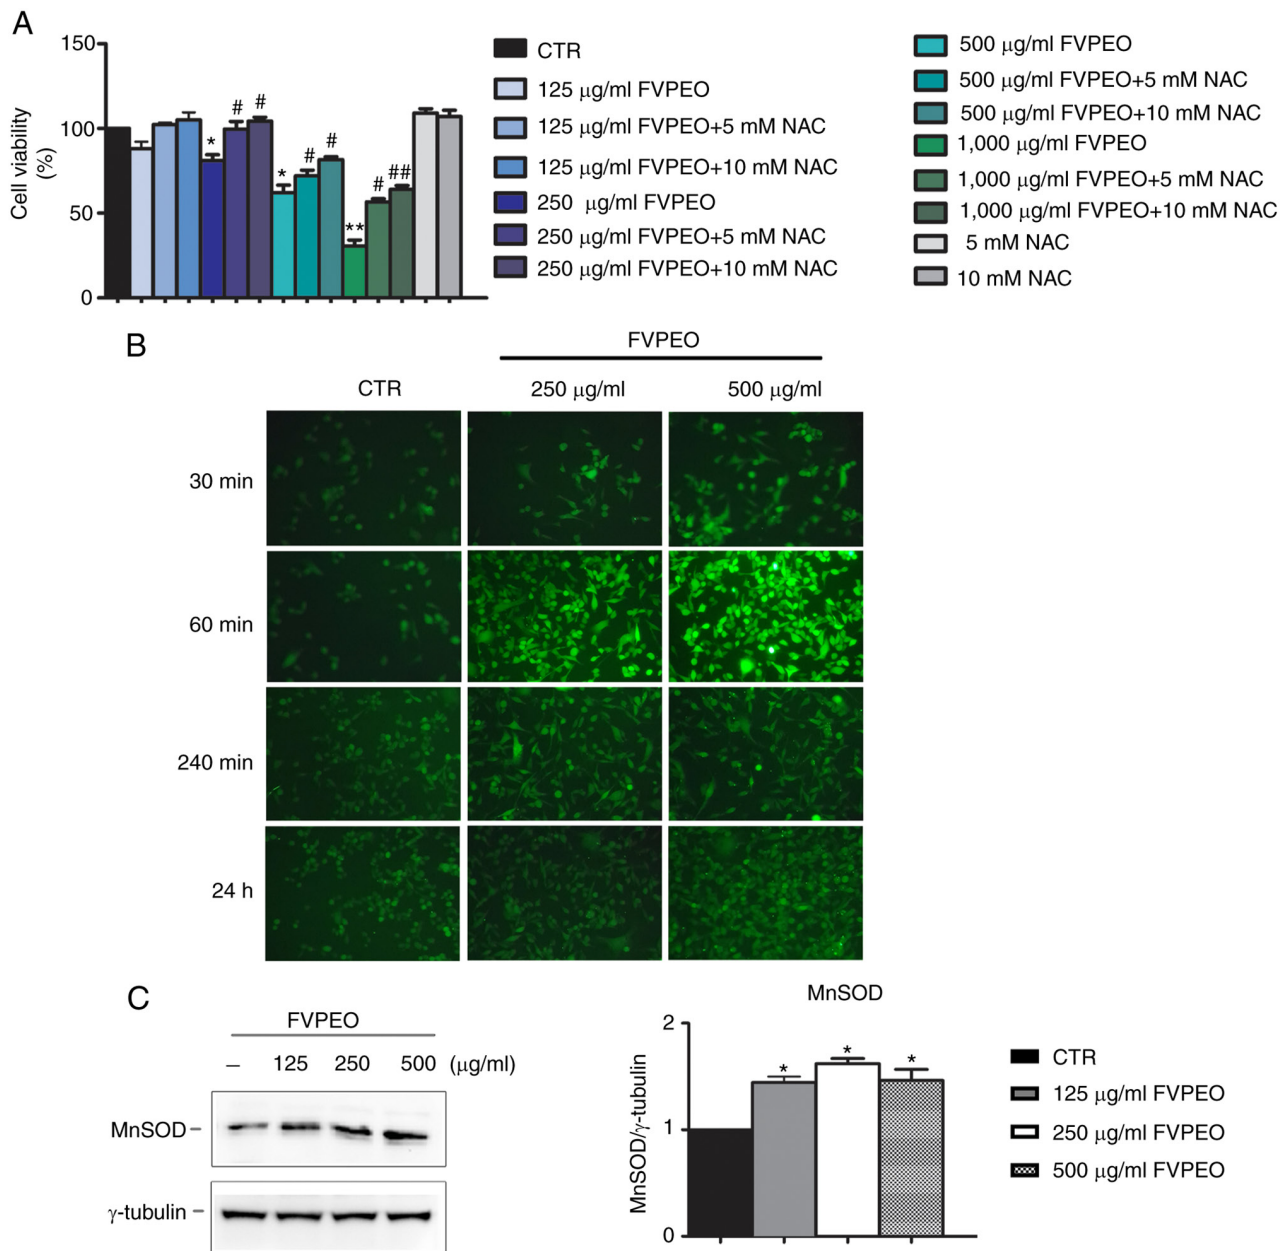 A
150
100
50
0
Cell viability
(%)
*
#
#
*
#
#
**
#
##
CTR
125 μg/ml FVPEO
125 μg/ml FVPEO+5 mM NAC
125 μg/ml FVPEO+10 mM NAC
250 μg/ml FVPEO
250 μg/ml FVPEO+5 mM NAC
250 μg/ml FVPEO+10 mM NAC
500 μg/ml FVPEO
500 μg/ml FVPEO+5 mM NAC
500 μg/ml FVPEO+10 mM NAC
1,000 μg/ml FVPEO
1,000 μg/ml FVPEO+5 mM NAC
1,000 μg/ml FVPEO+10 mM NAC
5 mM NAC
10 mM NAC
B
FVPEO
CTR 250 μg/ml 500 μg/ml
30 min
60 min
240 min
24 h
C
FVPEO
– 125 250 500 (μg/ml)
MnSOD
γ-tubulin
MnSOD
2
1
0
MnSOD/γ-tubulin
*
*
*
CTR
125 μg/ml FVPEO
250 μg/ml FVPEO
500 μg/ml FVPEO